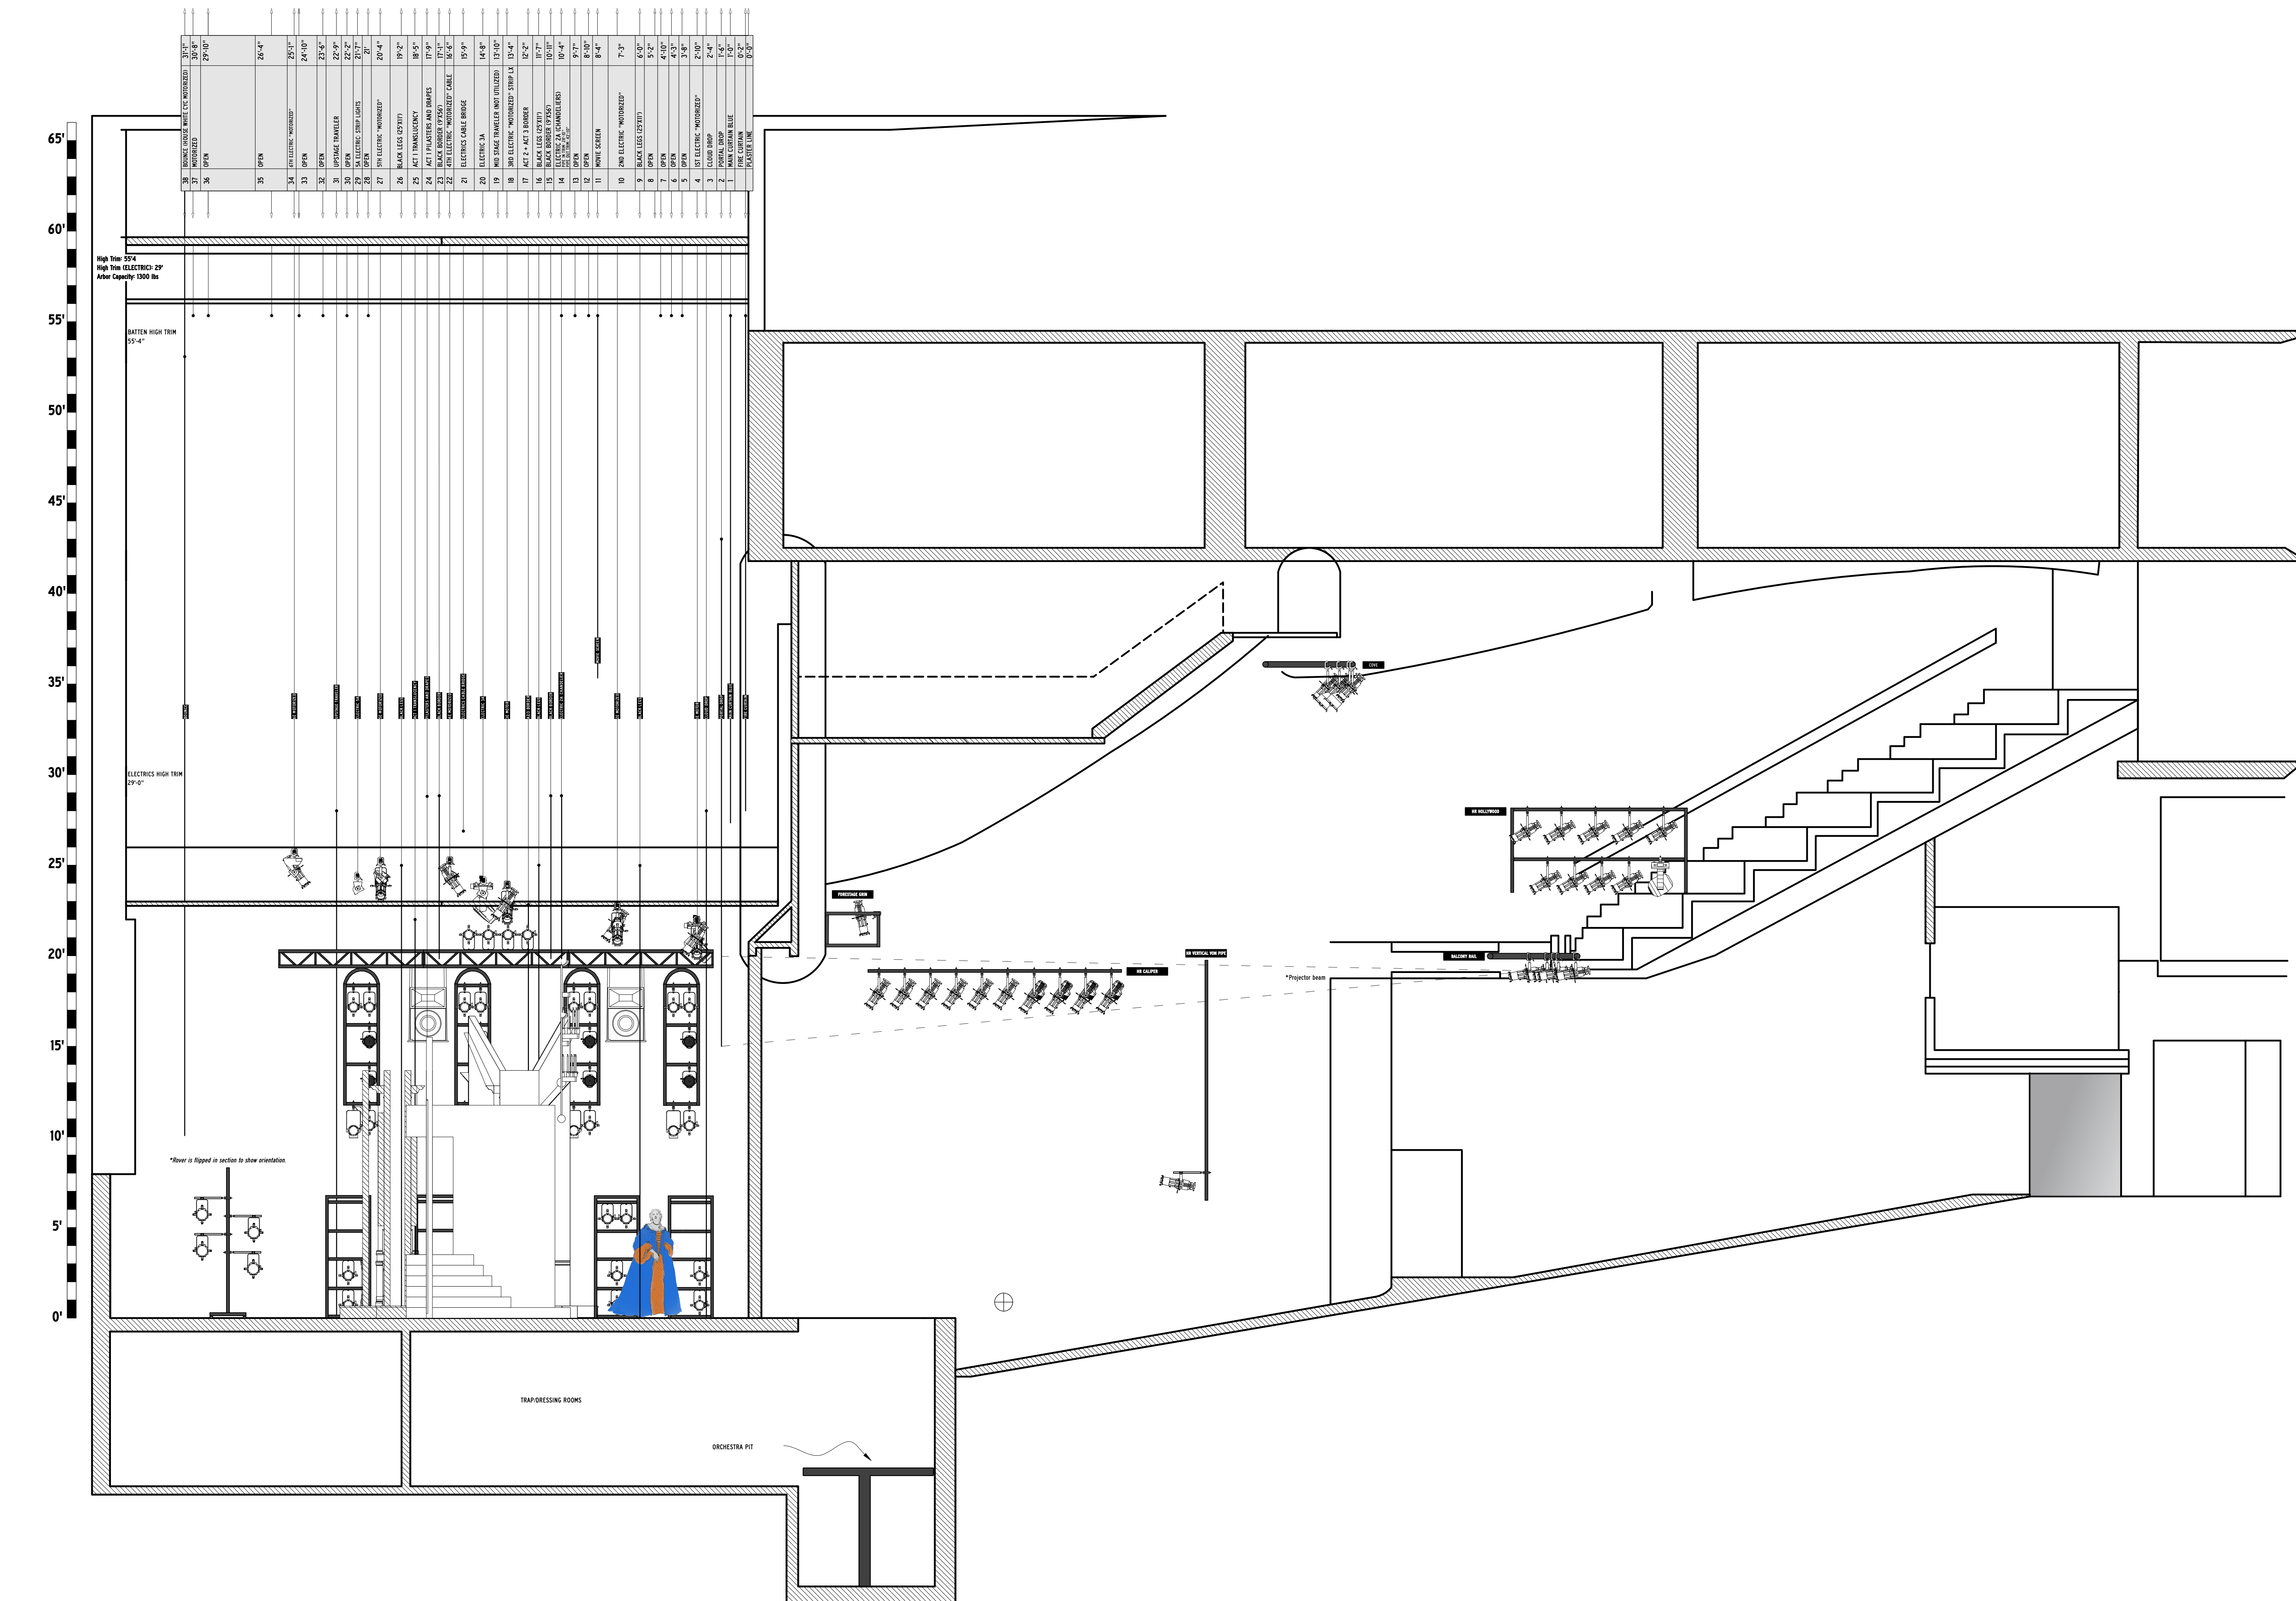 38 BOUNCE (HOUSE WHITE CYC MOTORIZED) 31'-1"
37 MOTORIZED 30'-8"
36 OPEN 29'-10"
35 OPEN 26'-4"
34 6TH ELECTRIC "MOTORIZED" 25'-1"
33 OPEN 24'-10"
32 OPEN 23'-6"
31 UPSTAGE TRAVELER 22'-9"
30 OPEN 22'-2"
29 5A ELECTRIC: STRIP LIGHTS 21'-7"
28 OPEN 21'
27 5TH ELECTRIC "MOTORIZED" 20'-4"
26 BLACK LEGS (25'X11') 19'-2"
25 ACT 1 TRANSLUCENCY 18'-5"
24 ACT 1 PILASTERS AND DRAPES 17'-9"
23 BLACK BORDER (9'X56') 17'-1"
22 4TH ELECTRIC "MOTORIZED" CABLE 16'-6"
21 ELECTRICS CABLE BRIDGE 15'-9"
20 ELECTRIC 3A 14'-8"
19 MID STAGE TRAVELER (NOT UTILIZED) 13'-10"
18 3RD ELECTRIC "MOTORIZED" STRIP LX 13'-4"
17 ACT 2 + ACT 3 BORDER 12'-2"
16 BLACK LEGS (25'X11') 11'-7"
15 BLACK BORDER (9'X56') 10'-11"
14 ELECTRIC 2A (CHANDELIERS) 10'-4"
13 OPEN 9'-7"
12 OPEN 8'-10"
11 MOVIE SCREEN 8'-4"
10 2ND ELECTRIC "MOTORIZED" 7'-3"
9 BLACK LEGS (25'X11') 6'-0"
8 OPEN 5'-2"
7 OPEN 4'-10"
6 OPEN 4'-3"
5 OPEN 3'-8"
4 1ST ELECTRIC "MOTORIZED" 2'-10"
3 CLOUD DROP 2'-4"
2 PORTAL DROP 1'-6"
1 MAIN CURTAIN BLUE 1'-0"
FIRE CURTAIN 0'-2"
PLASTER LINE 0'-0"
65'
60'
High Trim: 55'4
High Trim (ELECTRIC): 29'
Arbor Capacity: 1300 lbs
55'
BATTEN HIGH TRIM
55'-4"
50'
45'
40'
35'
MOVIE SCREEN
COVE
30'
ELECTRICS HIGH TRIM
29'-0"
HR HOLLYWOOD
25'
FORESTAGE GRID
20'
HR VERTICAL VOM PIPE
BALCONY RAIL
HR CALIPER
*Projector beam
15'
10'
*Rover is flipped in section to show orientation.
5'
0'
TRAP/DRESSING ROOMS
ORCHESTRA PIT